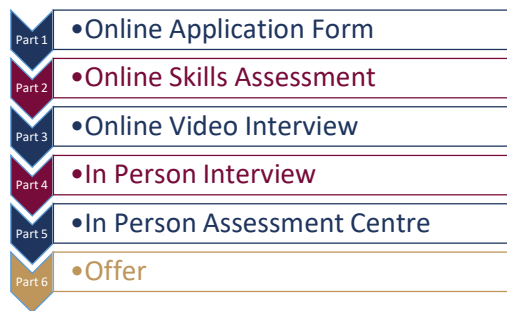 Part 1
•Online Application Form
Part 2
•Online Skills Assessment
Part 3
•Online Video Interview
Part 4
•In Person Interview
Part 5
•In Person Assessment Centre
Part 6
•Offer